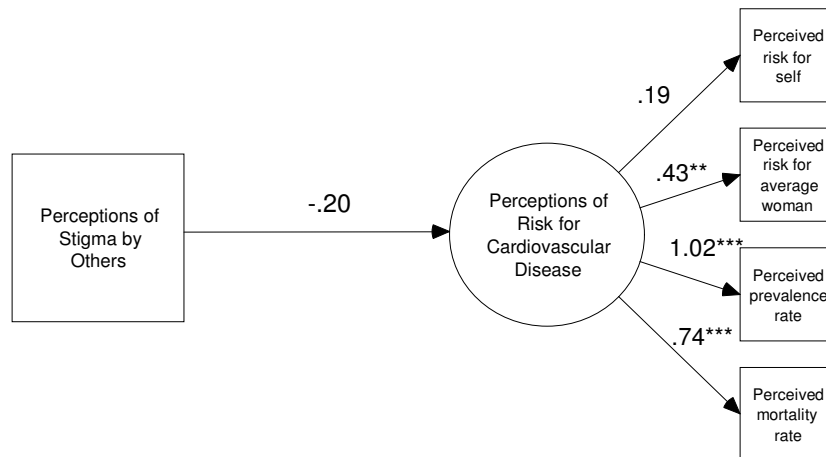 Perceptions of
Stigma by
Others
-.20
Perceptions of
Risk for
Cardiovascular
Disease
.19
.43**
1.02***
.74***
Perceived
risk for
self
Perceived
risk for
average
woman
Perceived
prevalence
rate
Perceived
mortality
rate